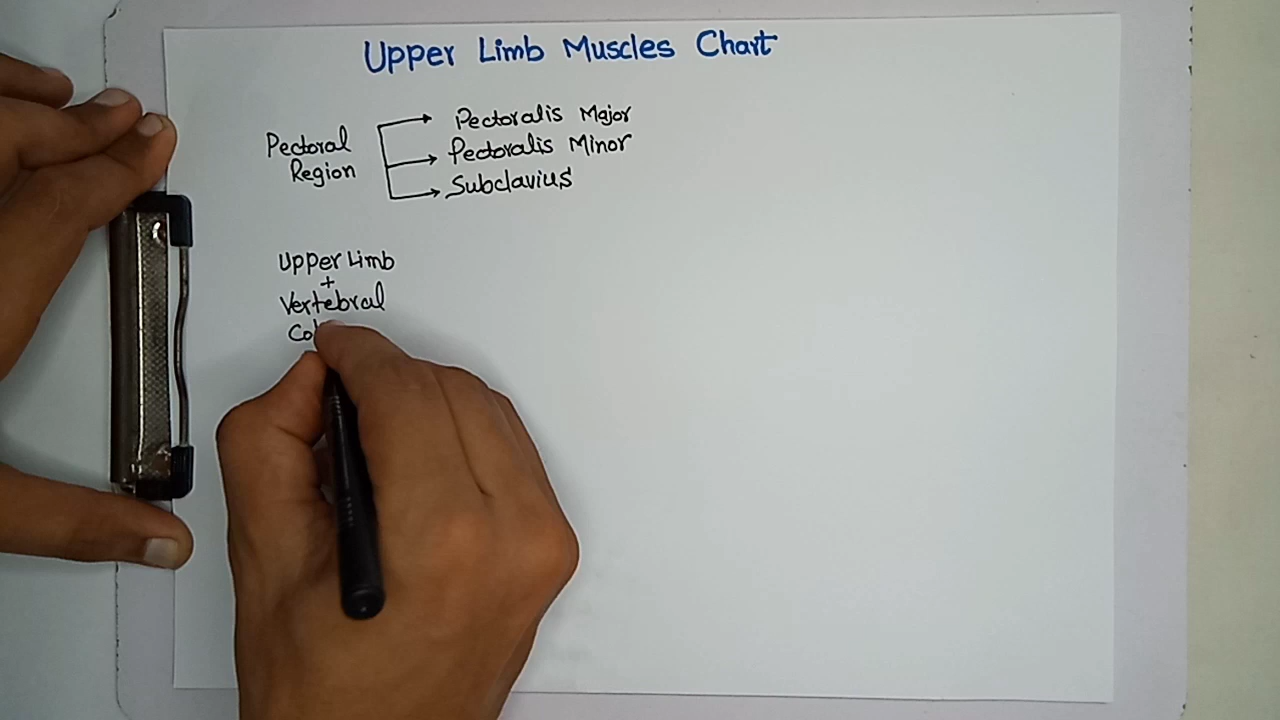 Upper Limb Muscles Chart
Pectoral
Region
Pectoralis Major
Pectoralis Minor
Subclavius
Upper Limb
+
Vertebral